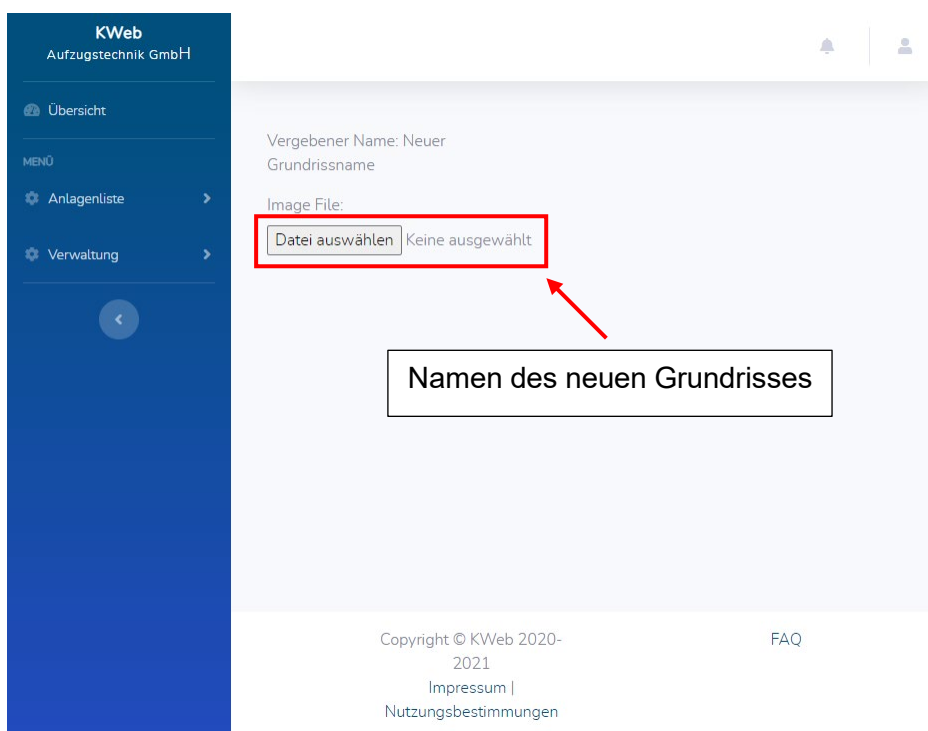 KWeb
Aufzugstechnik GmbH
Übersicht
MENÜ
Anlagenliste
Verwaltung
Vergebener Name: Neuer
Grundrissname
Image File:
Datei auswählen Keine ausgewählt
Namen des neuen Grundrisses
Copyright © KWeb 2020-
2021
Impressum |
Nutzungsbestimmungen
FAQ